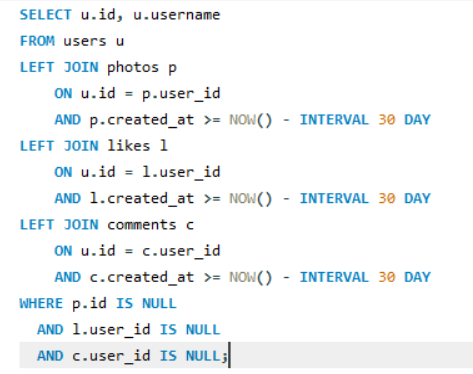 SELECT u.id, u.username
FROM users u
LEFT JOIN photos p
    ON u.id = p.user_id
    AND p.created_at >= NOW() - INTERVAL 30 DAY
LEFT JOIN likes l
    ON u.id = l.user_id
    AND l.created_at >= NOW() - INTERVAL 30 DAY
LEFT JOIN comments c
    ON u.id = c.user_id
    AND c.created_at >= NOW() - INTERVAL 30 DAY
WHERE p.id IS NULL
  AND l.user_id IS NULL
  AND c.user_id IS NULL;